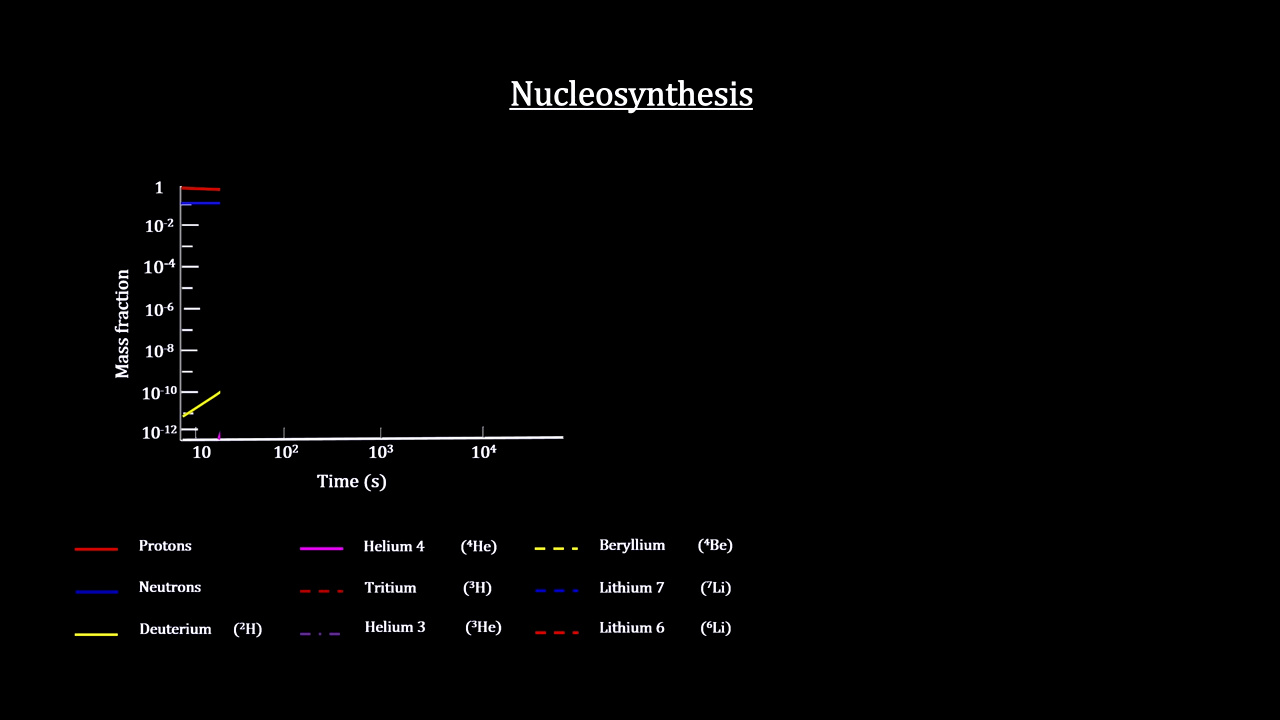 Nucleosynthesis
1
10⁻²
10⁻⁴
10⁻⁶
10⁻⁸
10⁻¹⁰
10⁻¹²
Mass fraction
10 10² 10³ 10⁴
Time (s)
Protons Helium 4 (⁴He) Beryllium (⁴Be)
Neutrons Tritium (³H) Lithium 7 (⁷Li)
Deuterium (²H) Helium 3 (³He) Lithium 6 (⁶Li)